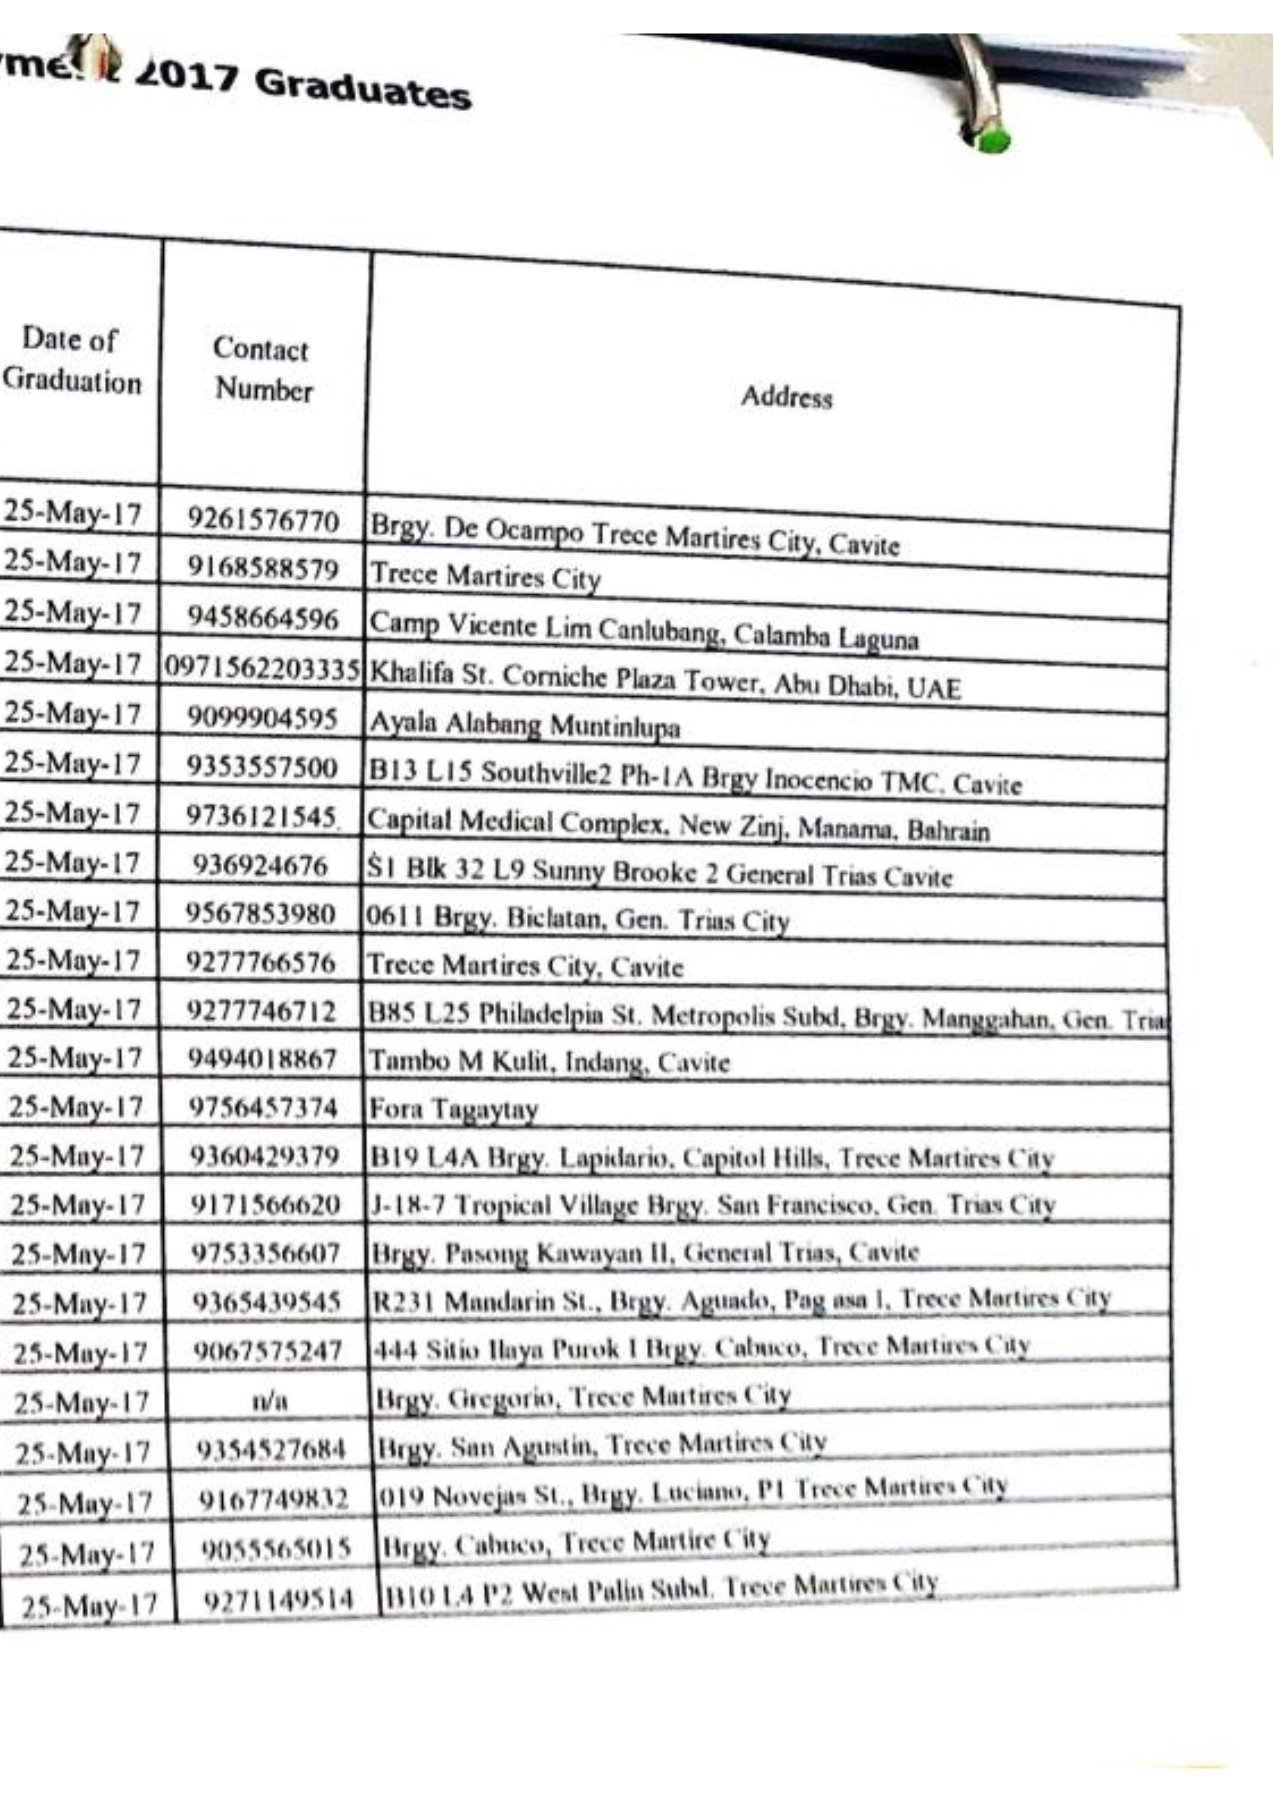 2017 Graduates
Date of Graduation Contact Number Address
25-May-17 9261576770 Brgy. De Ocampo Trece Martires City, Cavite
25-May-17 9168588579 Trece Martires City
25-May-17 9458664596 Camp Vicente Lim Canlubang, Calamba Laguna
25-May-17 0971562203335 Khalifa St. Corniche Plaza Tower, Abu Dhabi, UAE
25-May-17 9099904595 Ayala Alabang Muntinlupa
25-May-17 9353557500 B13 L15 Southville2 Ph-1A Brgy Inocencio TMC, Cavite
25-May-17 9736121545 Capital Medical Complex, New Zinj, Manama, Bahrain
25-May-17 936924676 S1 Blk 32 L9 Sunny Brooke 2 General Trias Cavite
25-May-17 9567853980 0611 Brgy. Biclatan, Gen. Trias City
25-May-17 9277766576 Trece Martires City, Cavite
25-May-17 9277746712 B85 L25 Philadelpia St. Metropolis Subd, Brgy. Manggahan, Gen. Trias
25-May-17 9494018867 Tambo M Kulit, Indang, Cavite
25-May-17 9756457374 Fora Tagaytay
25-May-17 9360429379 B19 L4A Brgy. Lapidario, Capitol Hills, Trece Martires City
25-May-17 9171566620 J-18-7 Tropical Village Brgy. San Francisco, Gen. Trias City
25-May-17 9753356607 Brgy. Pasong Kawayan II, General Trias, Cavite
25-May-17 9365439545 R231 Mandarin St., Brgy. Aguado, Pag asa I, Trece Martires City
25-May-17 9067575247 444 Sitio Ilaya Purok I Brgy. Cabuco, Trece Martires City
25-May-17 n/a Brgy. Gregorio, Trece Martires City
25-May-17 9354527684 Brgy. San Agustin, Trece Martires City
25-May-17 9167749832 019 Novejas St., Brgy. Luciano, P1 Trece Martires City
25-May-17 9055565015 Brgy. Cabuco, Trece Martire City
25-May-17 9271149514 B10 L4 P2 West Palin Subd. Trece Martires City